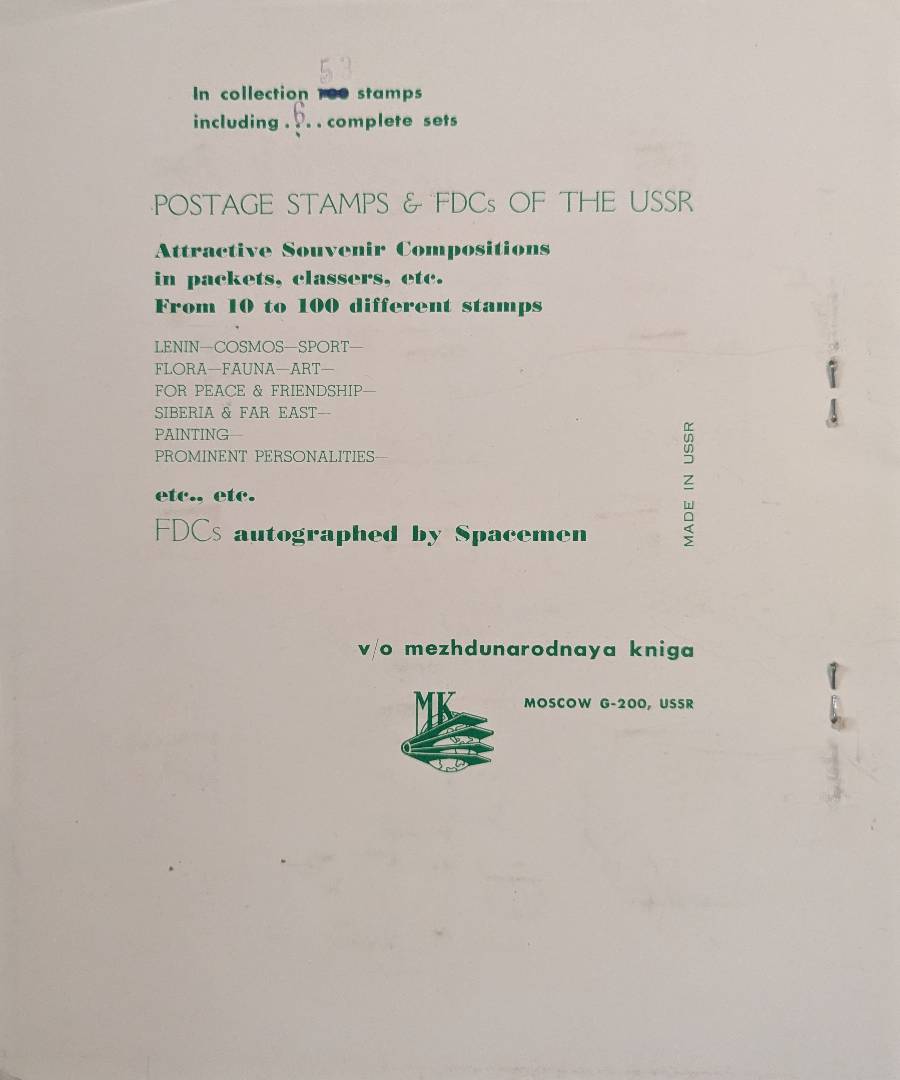 53
In collection 100 stamps
including . 6 . . complete sets
POSTAGE STAMPS & FDCs OF THE USSR
Attractive Souvenir Compositions
in packets, classers, etc.
From 10 to 100 different stamps
LENIN—COSMOS—SPORT—
FLORA—FAUNA—ART—
FOR PEACE & FRIENDSHIP—
SIBERIA & FAR EAST—
PAINTING—
PROMINENT PERSONALITIES—
etc., etc.
FDCs autographed by Spacemen
MADE IN USSR
v/o mezhdunarodnaya kniga
MK
MOSCOW G-200, USSR